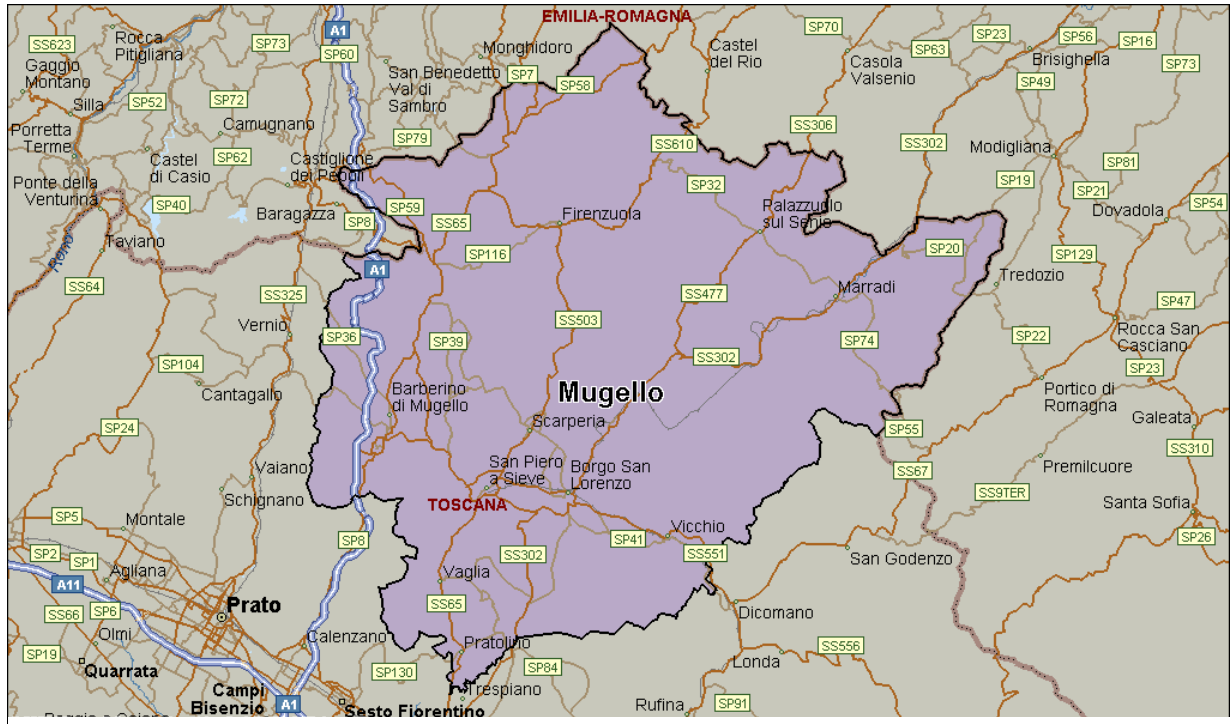 EMILIA-ROMAGNA
A1
SS623
Rocca
Pitigliana
SP73
SP60
Monghidoro
SP70
SP23
SP56
SP16
SP63
Gaggio
Montano
San Benedetto
Val di
Sambro
SP7
SP58
Castel
del Rio
Casola
Valsenio
Brisighella
SP73
SP49
Silla
SP52
SP72
Camugnano
SP79
SS306
SS302
Porretta
Terme
SP62
Castel
di Casio
Castiglione
dei Pepoli
SS610
Modigliana
SP81
SP19
SP21
Ponte della
Venturina
SP40
Baragazza
SP8
SP59
SS65
Firenzuola
SP32
Palazzuolo
sul Senio
Dovadola
SP54
Taviano
Reno
SP116
A1
SP20
SP129
Tredozio
SS64
SS325
SS477
Marradi
SP47
Vernio
SP36
SP39
SS503
SS302
SP74
SP22
Rocca San
Casciano
SP104
Cantagallo
Barberino
di Mugello
Mugello
Portico di
Romagna
SP23
Galeata
SP24
Scarperia
SP55
SS310
Vaiano
Schignano
San Piero
a Sieve
Borgo San
Lorenzo
SS67
Premilcuore
SS9TER
TOSCANA
Santa Sofia
SP5
Montale
SP8
SS302
SP41
Vicchio
SS551
SP26
SP2
SP1
Agliana
San Godenzo
A11
SS66
SP6
Prato
Vaglia
SS65
Dicomano
Olmi
Calenzano
Pratolino
SP19
Quarrata
SP130
SP84
Londa
SS556
Campi
Bisenzio
A1
Sesto Fiorentino
Trespiano
Rufina
SP91